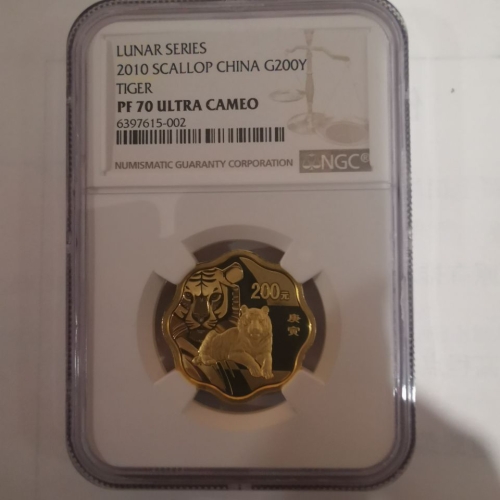 LUNAR SERIES
2010 SCALLOP CHINA G200Y
TIGER
PF 70 ULTRA CAMEO
6397615-002
NUMISMATIC GUARANTY CORPORATION
NGC®
200元
庚寅